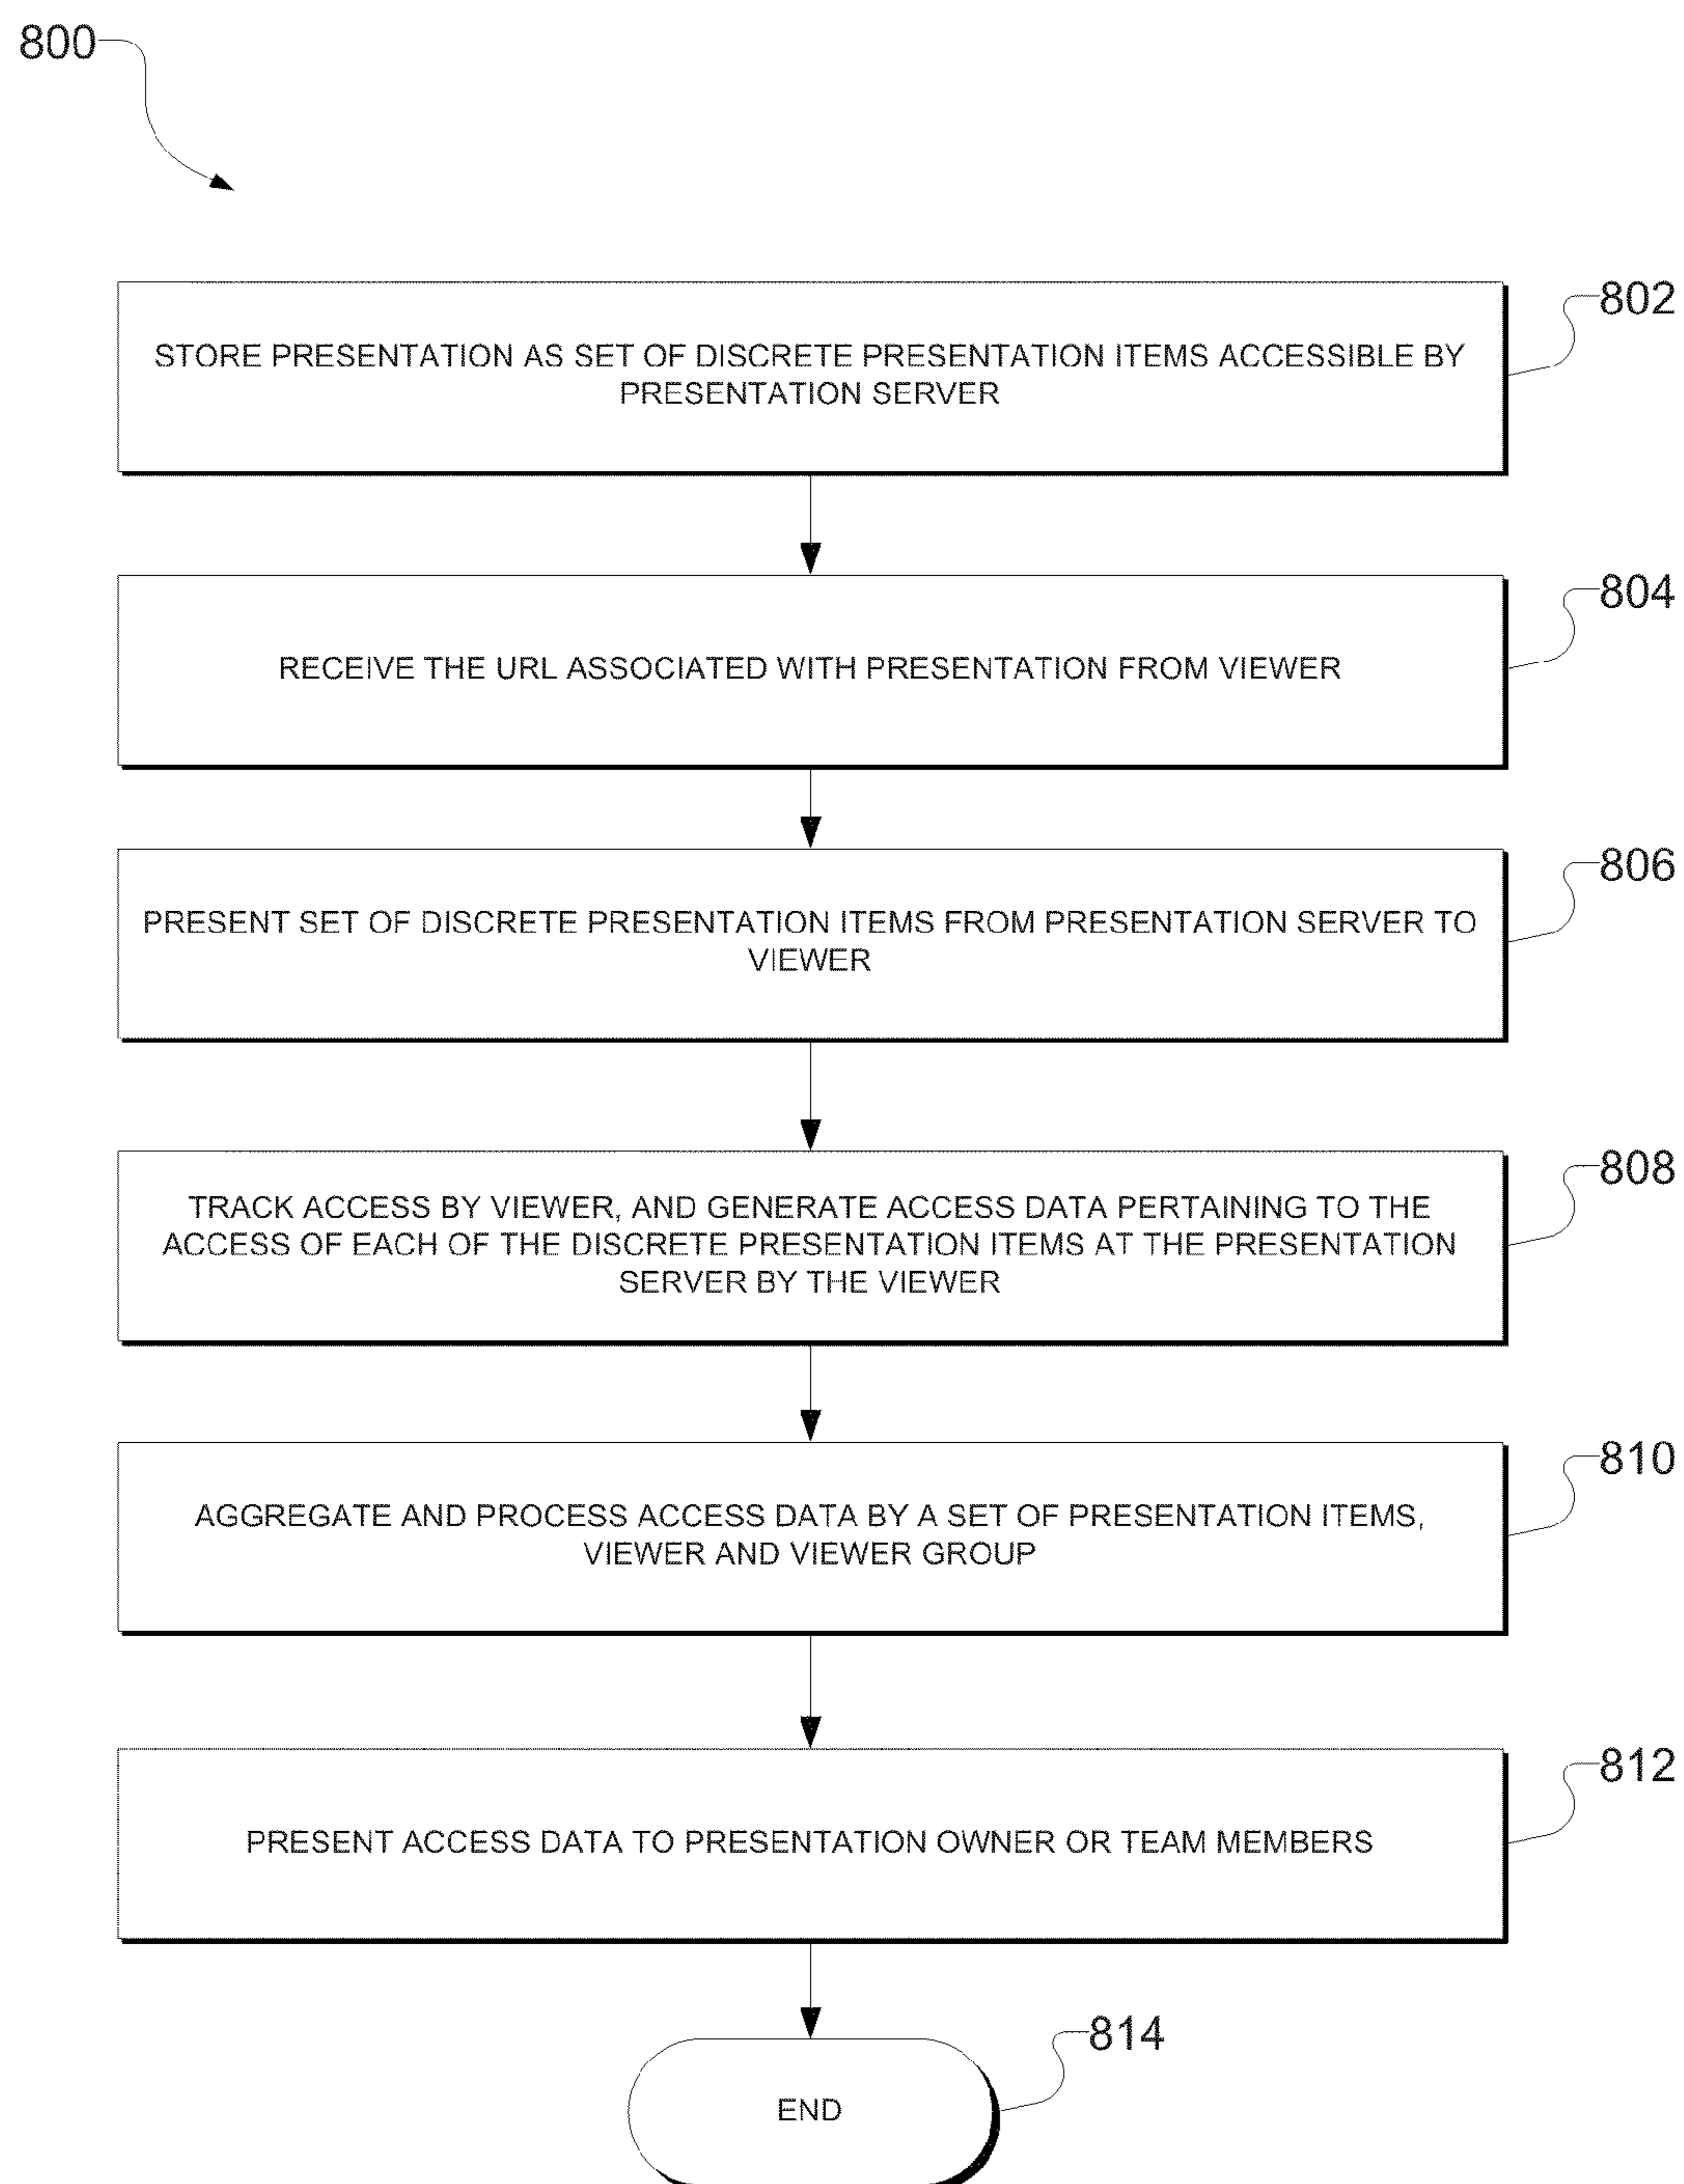 800
802
STORE PRESENTATION AS SET OF DISCRETE PRESENTATION ITEMS ACCESSIBLE BY
PRESENTATION SERVER
804
RECEIVE THE URL ASSOCIATED WITH PRESENTATION FROM VIEWER
806
PRESENT SET OF DISCRETE PRESENTATION ITEMS FROM PRESENTATION SERVER TO
VIEWER
808
TRACK ACCESS BY VIEWER, AND GENERATE ACCESS DATA PERTAINING TO THE
ACCESS OF EACH OF THE DISCRETE PRESENTATION ITEMS AT THE PRESENTATION
SERVER BY THE VIEWER
810
AGGREGATE AND PROCESS ACCESS DATA BY A SET OF PRESENTATION ITEMS,
VIEWER AND VIEWER GROUP
812
PRESENT ACCESS DATA TO PRESENTATION OWNER OR TEAM MEMBERS
814
END